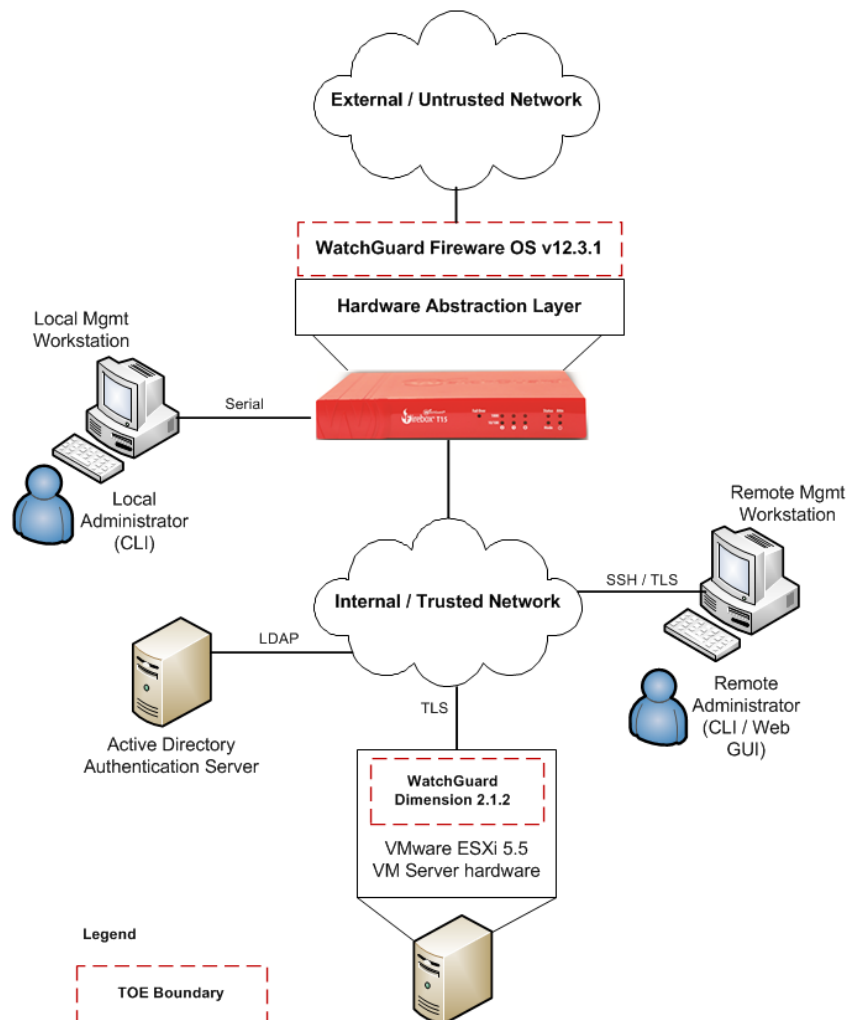 External / Untrusted Network
WatchGuard Fireware OS v12.3.1
Hardware Abstraction Layer
Local Mgmt
Workstation
Serial
Firebox T15
Local
Administrator
(CLI)
Remote Mgmt
Workstation
SSH / TLS
Internal / Trusted Network
LDAP
Remote
Administrator
(CLI / Web
GUI)
TLS
Active Directory
Authentication Server
WatchGuard
Dimension 2.1.2
VMware ESXi 5.5
VM Server hardware
Legend
TOE Boundary